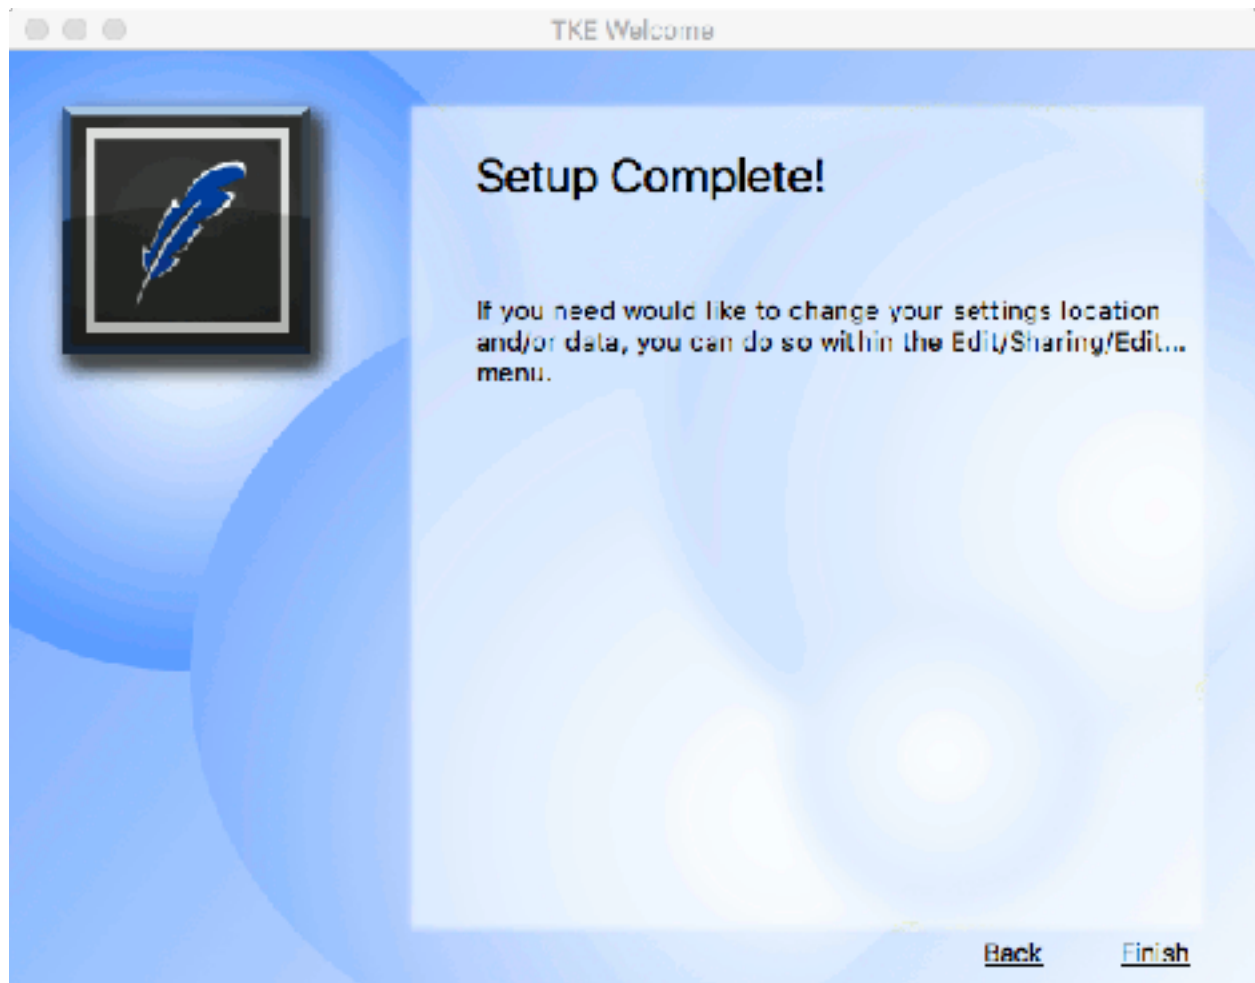 TKE Welcome
Setup Complete!
If you need would like to change your settings location
and/or data, you can do so within the Edit/Sharing/Edit...
menu.
Back
Finish